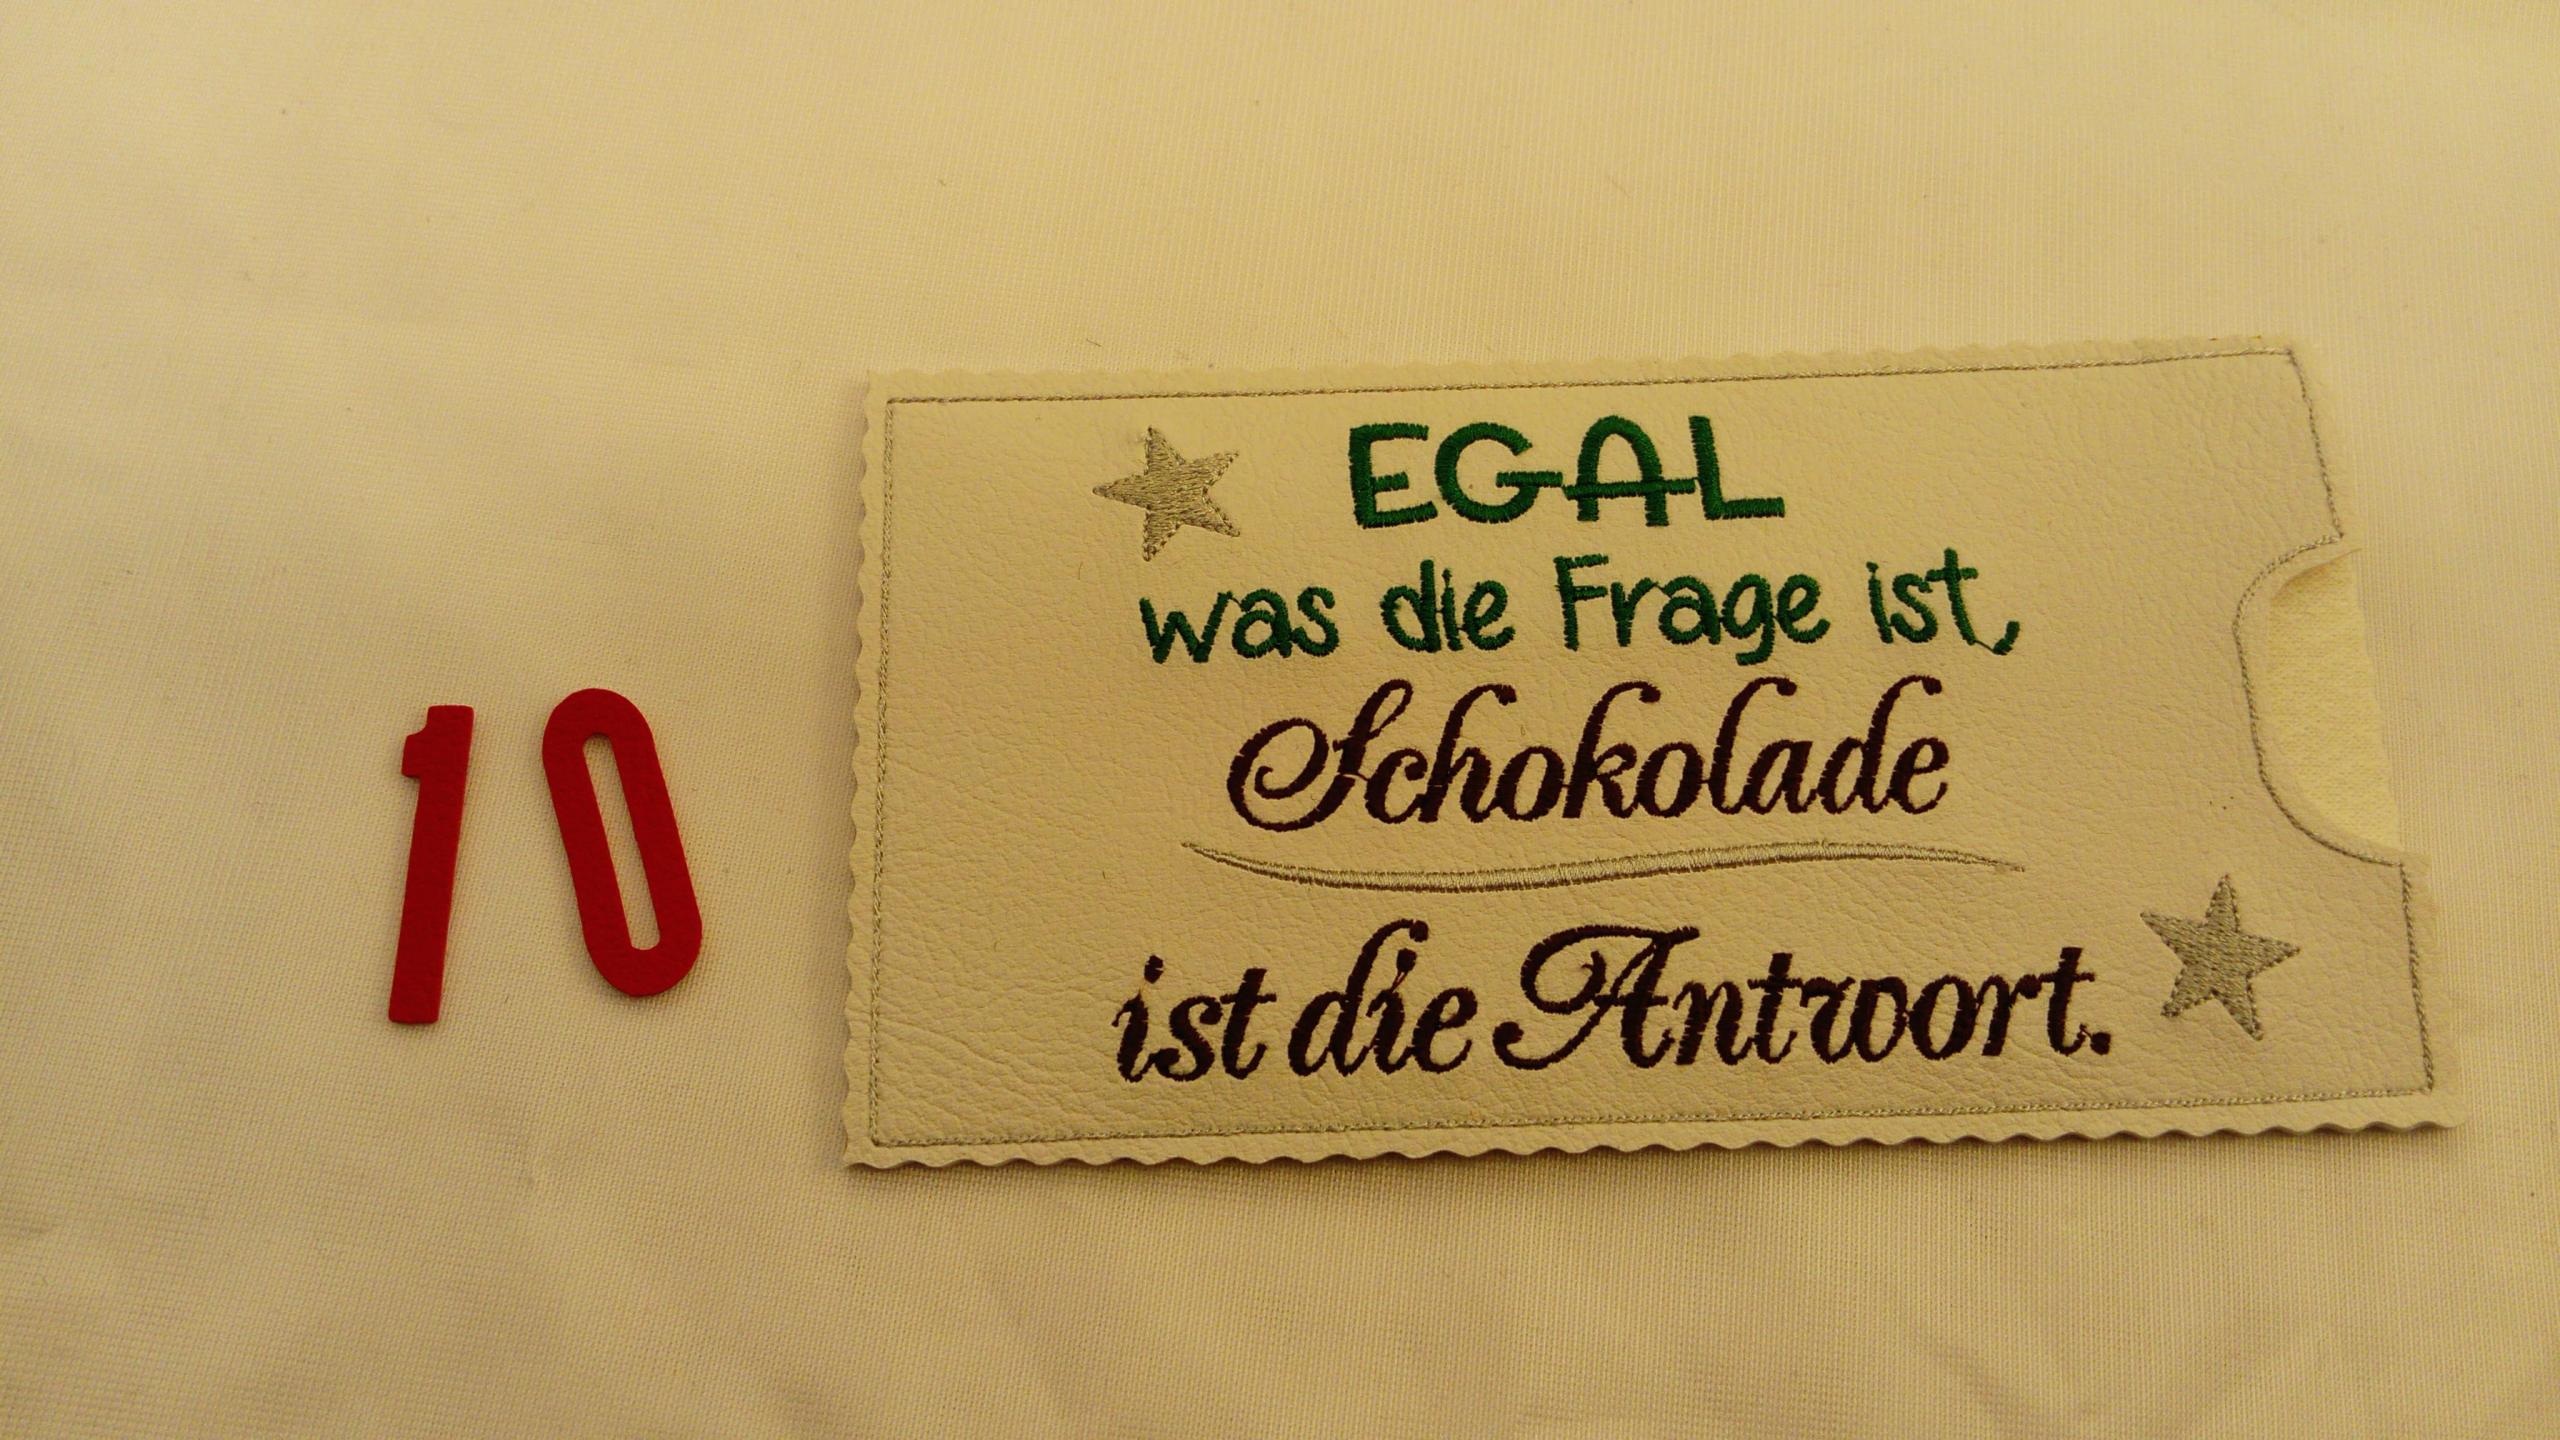 EGAL
was die Frage ist,
Schokolade
ist die Antwort.
10